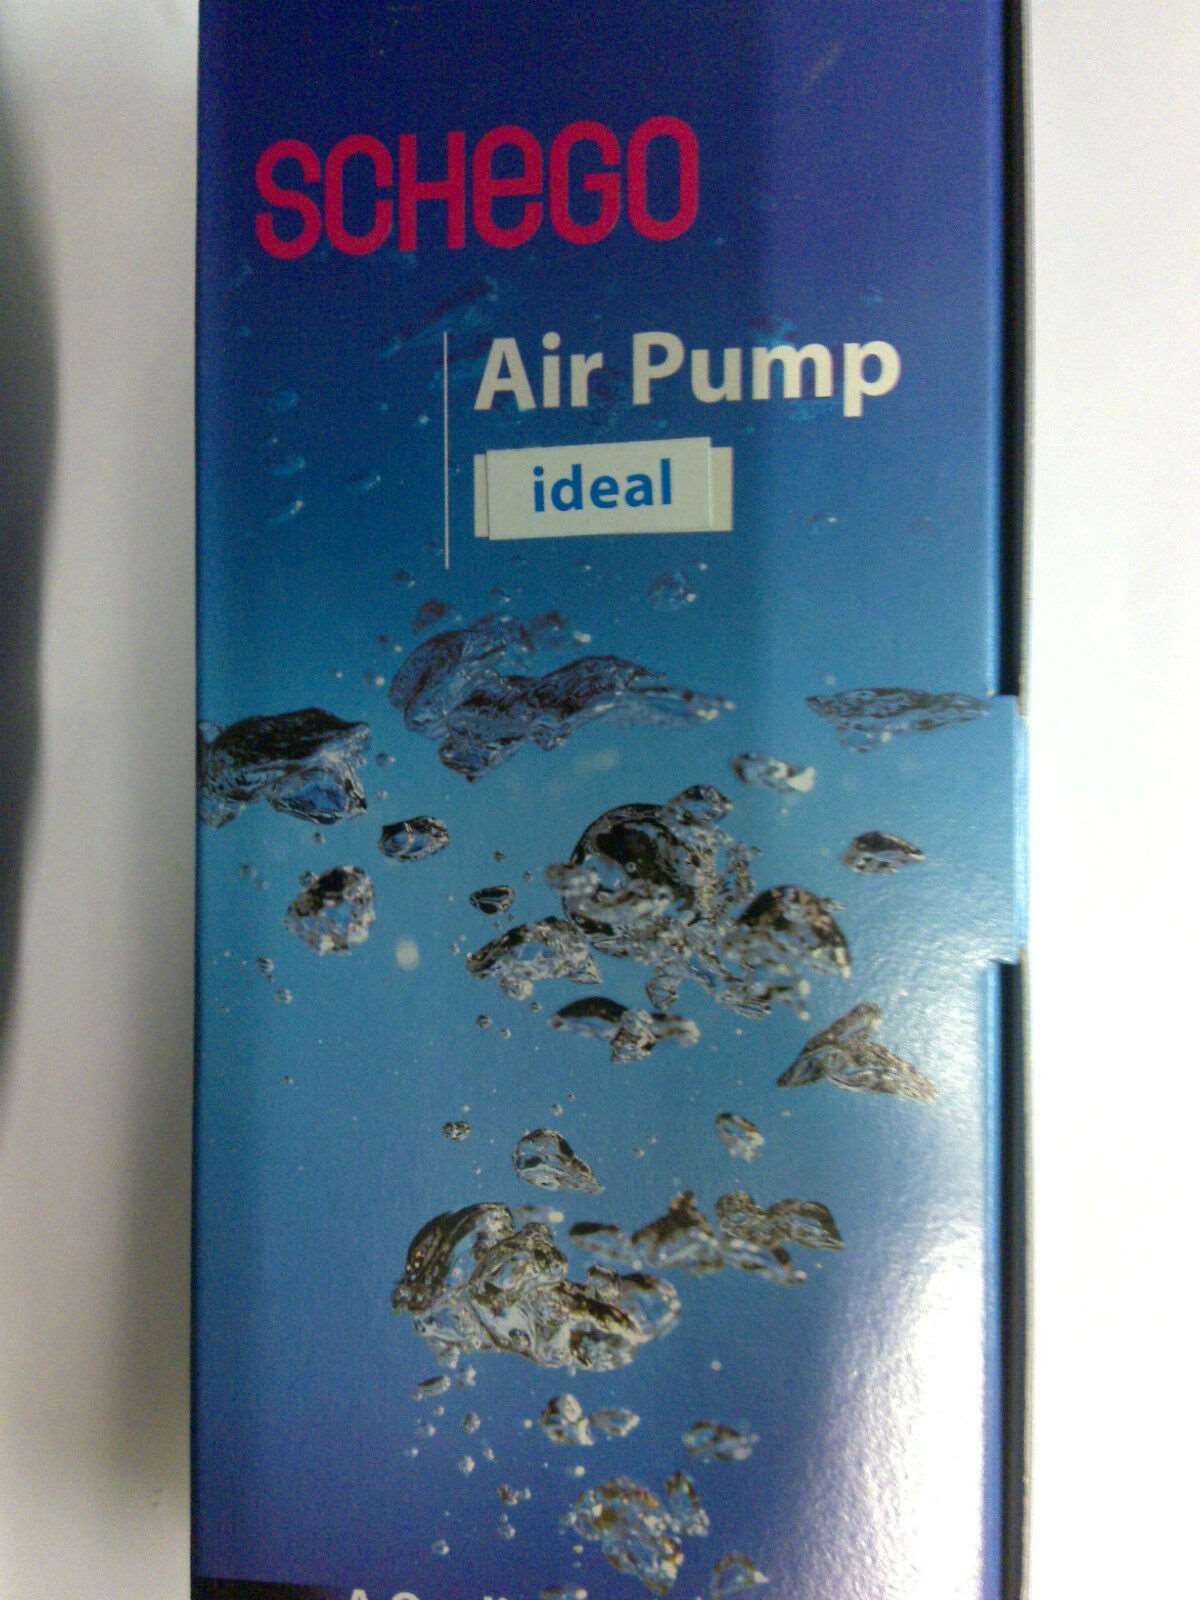 SCHEGO
Air Pump
ideal
A